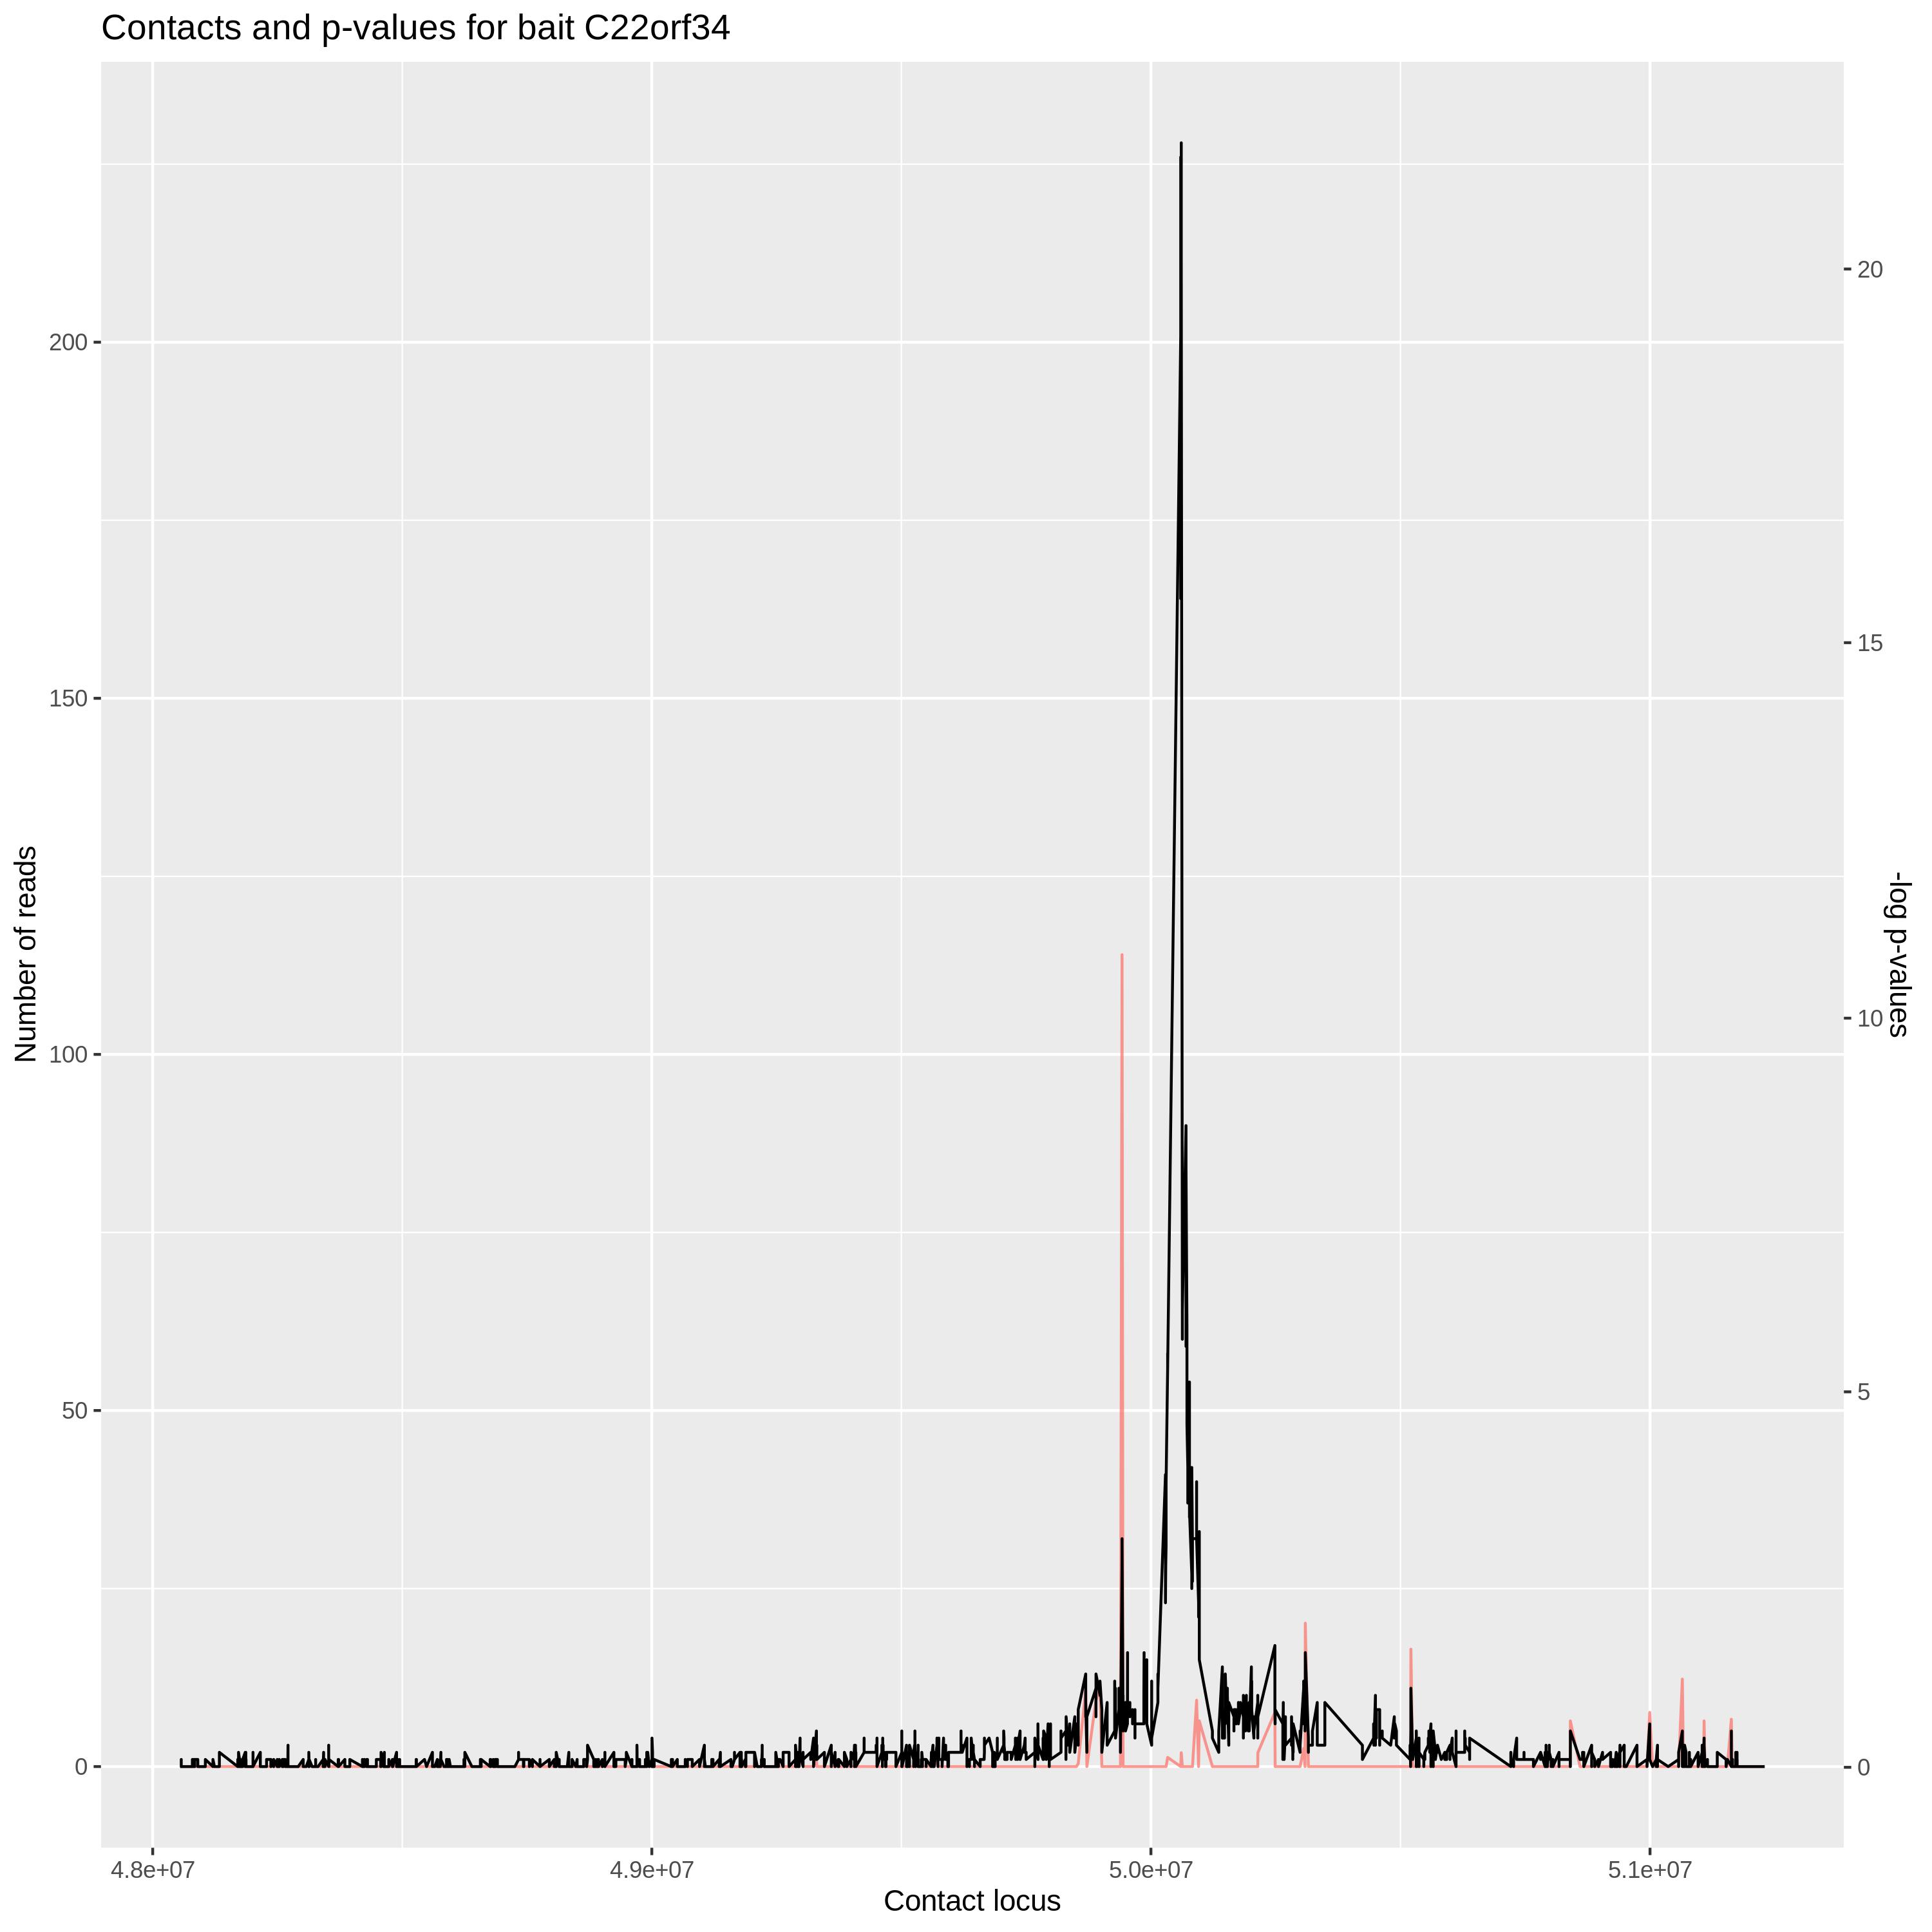 Contacts and p-values for bait C22orf34
Number of reads
200
150
100
50
0
20
15
10
5
0
-log p-values
4.8e+07
4.9e+07
5.0e+07
5.1e+07
Contact locus